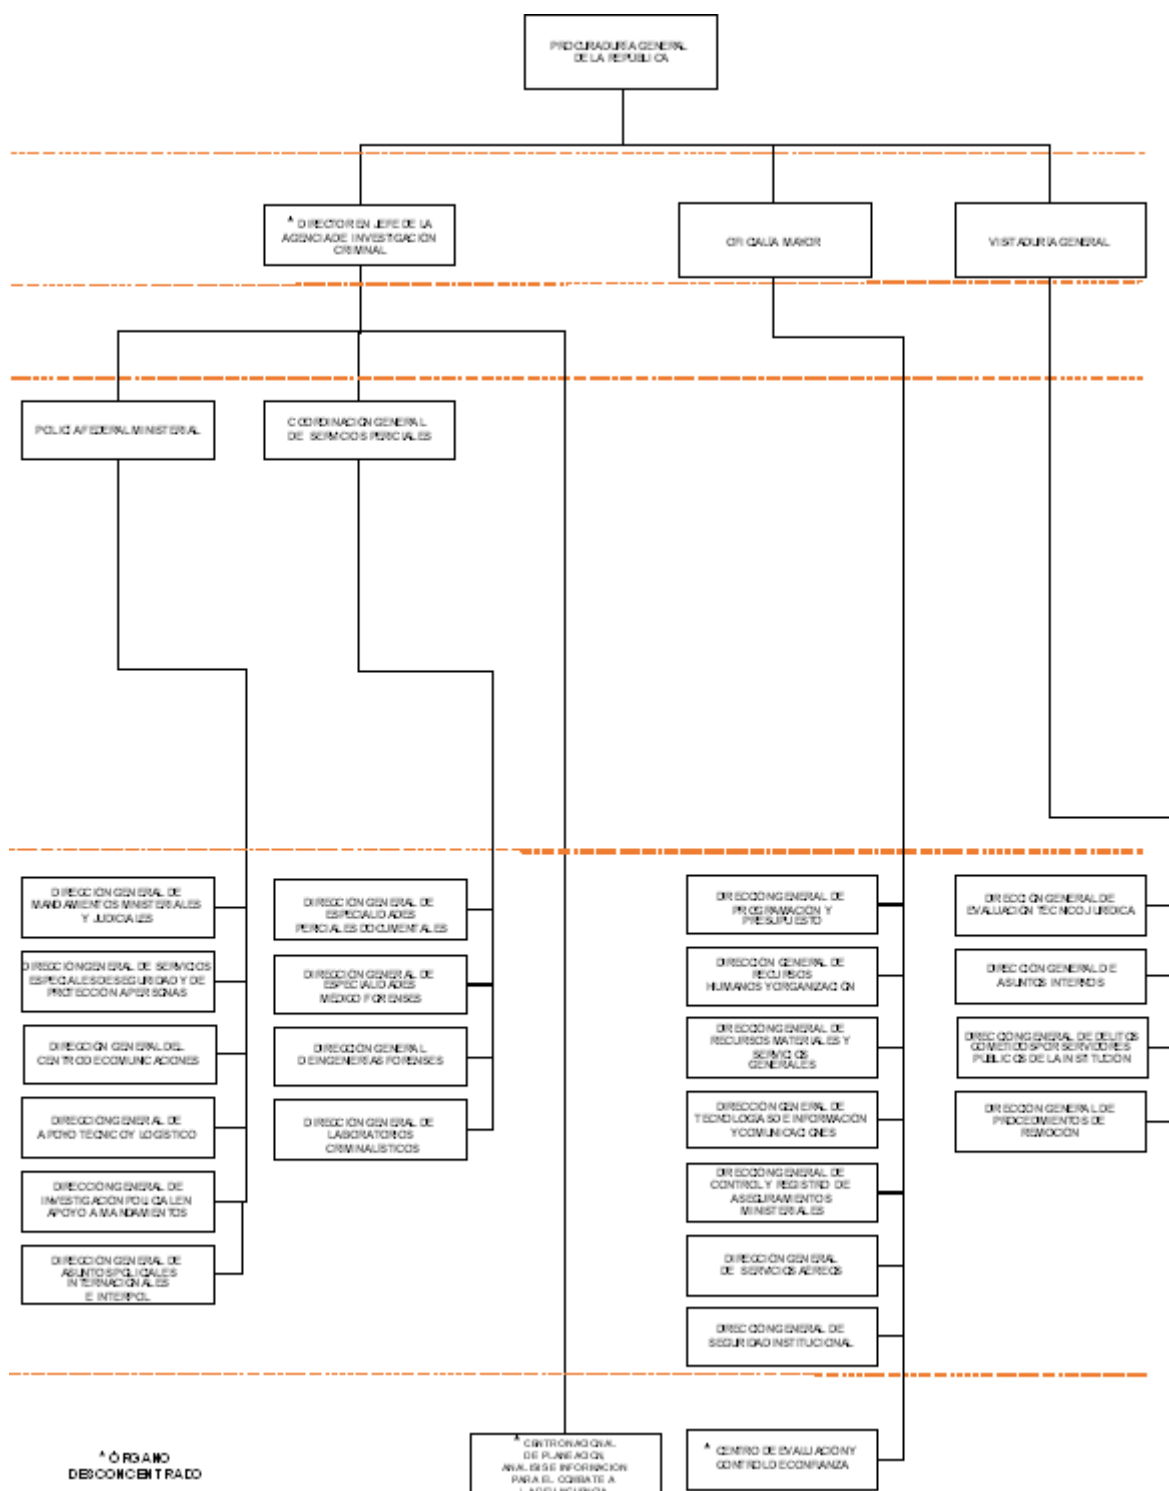 PROCURADURÍA GENERAL
DE LA REPÚBLICA
* DIRECTOR EN JEFE DE LA
AGENCIA DE INVESTIGACIÓN
CRIMINAL
OFICIALÍA MAYOR
VISITADURÍA GENERAL
POLICÍA FEDERAL MINISTERIAL
COORDINACIÓN GENERAL
DE SERVICIOS PERICIALES
DIRECCIÓN GENERAL DE
MANDAMIENTOS MINISTERIALES
Y JUDICIALES
DIRECCIÓN GENERAL DE SERVICIOS
ESPECIALES DE SEGURIDAD Y DE
PROTECCIÓN A PERSONAS
DIRECCIÓN GENERAL DEL
CENTRO DE COMUNICACIONES
DIRECCIÓN GENERAL DE
APOYO TÉCNICO Y LOGÍSTICO
DIRECCIÓN GENERAL DE
INVESTIGACIÓN POLICIAL EN
APOYO A MANDAMIENTOS
DIRECCIÓN GENERAL DE
ASUNTOS POLICIALES
INTERNACIONALES
E INTERPOL
DIRECCIÓN GENERAL DE
ESPECIALIDADES
PERICIALES DOCUMENTALES
DIRECCIÓN GENERAL DE
ESPECIALIDADES
MÉDICO FORENSES
DIRECCIÓN GENERAL
DE INGENIERÍAS FORENSES
DIRECCIÓN GENERAL DE
LABORATORIOS
CRIMINALÍSTICOS
DIRECCIÓN GENERAL DE
PROGRAMACIÓN Y
PRESUPUESTO
DIRECCIÓN GENERAL DE
RECURSOS
HUMANOS Y ORGANIZACIÓN
DIRECCIÓN GENERAL DE
RECURSOS MATERIALES Y
SERVICIOS
GENERALES
DIRECCIÓN GENERAL DE
TECNOLOGÍAS DE INFORMACIÓN
Y COMUNICACIONES
DIRECCIÓN GENERAL DE
CONTROL Y REGISTRO DE
ASEGURAMIENTOS
MINISTERIALES
DIRECCIÓN GENERAL
DE SERVICIOS AÉREOS
DIRECCIÓN GENERAL DE
SEGURIDAD INSTITUCIONAL
DIRECCIÓN GENERAL DE
EVALUACIÓN TÉCNICO JURÍDICA
DIRECCIÓN GENERAL DE
ASUNTOS INTERNOS
DIRECCIÓN GENERAL DE DELITOS
COMETIDOS POR SERVIDORES
PÚBLICOS DE LA INSTITUCIÓN
DIRECCIÓN GENERAL DE
PROCEDIMIENTOS DE
REMOCIÓN
* ÓRGANO
DESCONCENTRADO
* CENTRO NACIONAL
DE PLANEACIÓN,
ANÁLISIS E INFORMACIÓN
PARA EL COMBATE A
LA DELINCUENCIA
* CENTRO DE EVALUACIÓN Y
CONTROL DE CONFIANZA